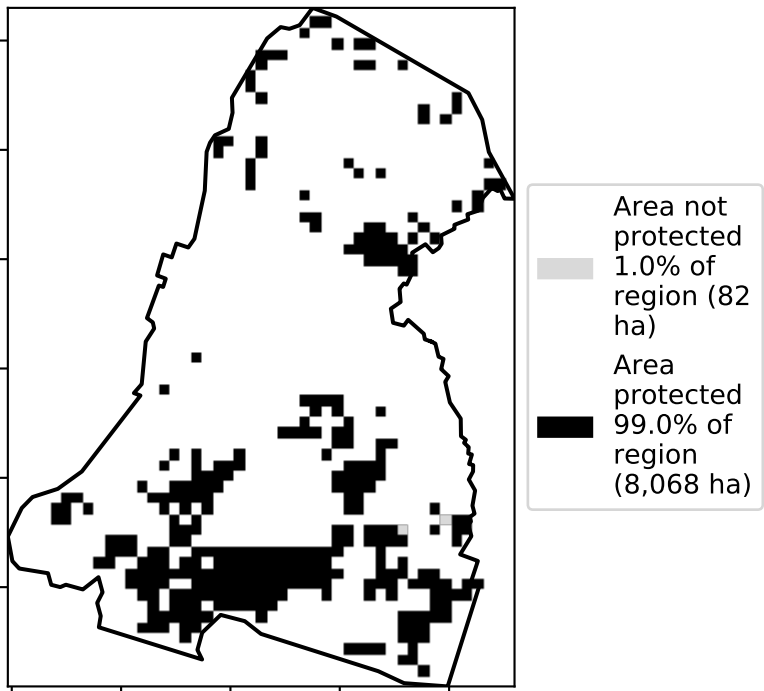 Area not
protected
1.0% of
region (82
ha)
Area
protected
99.0% of
region
(8,068 ha)